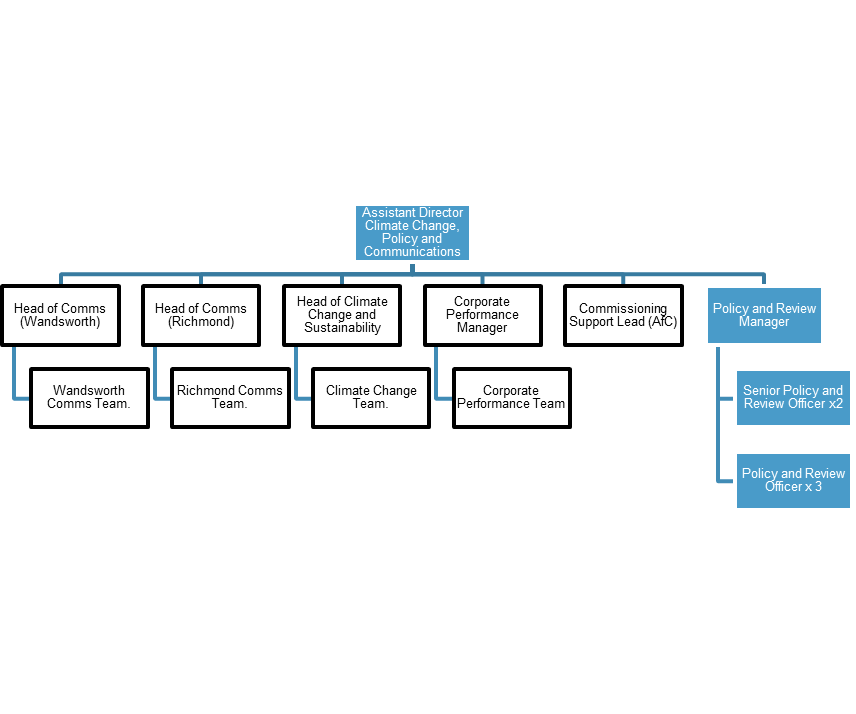 Assistant Director
Climate Change,
Policy and
Communications
Head of Comms
(Wandsworth)
Head of Comms
(Richmond)
Head of Climate
Change and
Sustainability
Corporate
Performance
Manager
Commissioning
Support Lead (AfC)
Policy and Review
Manager
Wandsworth
Comms Team.
Richmond Comms
Team.
Climate Change
Team.
Corporate
Performance Team
Senior Policy and
Review Officer x2
Policy and Review
Officer x 3